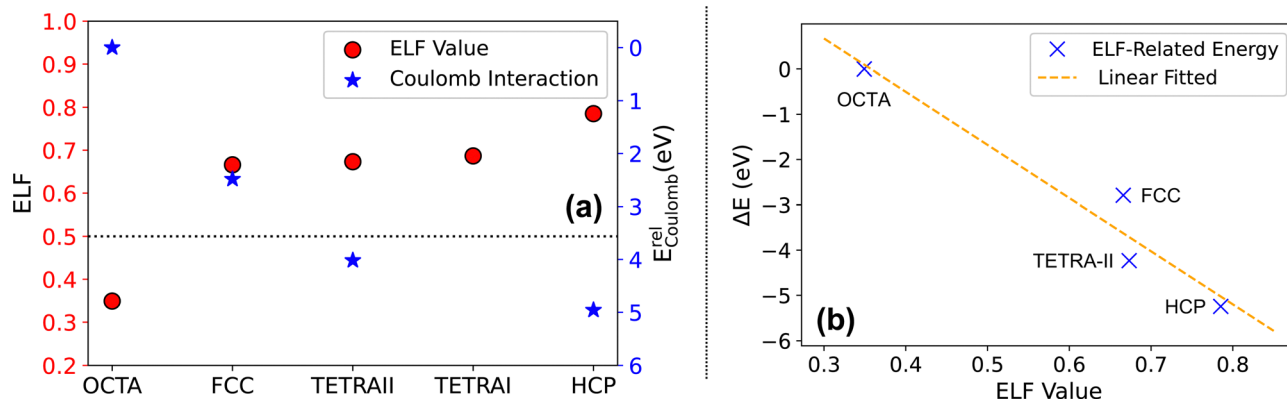 1.0
0.9
0.8
0.7
0.6
0.5
0.4
0.3
0.2
ELF
ELF Value
Coulomb Interaction
(a)
0
1
2
3
4
5
6
E^rel_Coulomb(eV)
OCTA FCC TETRAII TETRAI HCP
0
−1
−2
−3
−4
−5
−6
ΔE (eV)
ELF-Related Energy
Linear Fitted
OCTA
FCC
TETRA-II
HCP
(b)
0.3 0.4 0.5 0.6 0.7 0.8
ELF Value